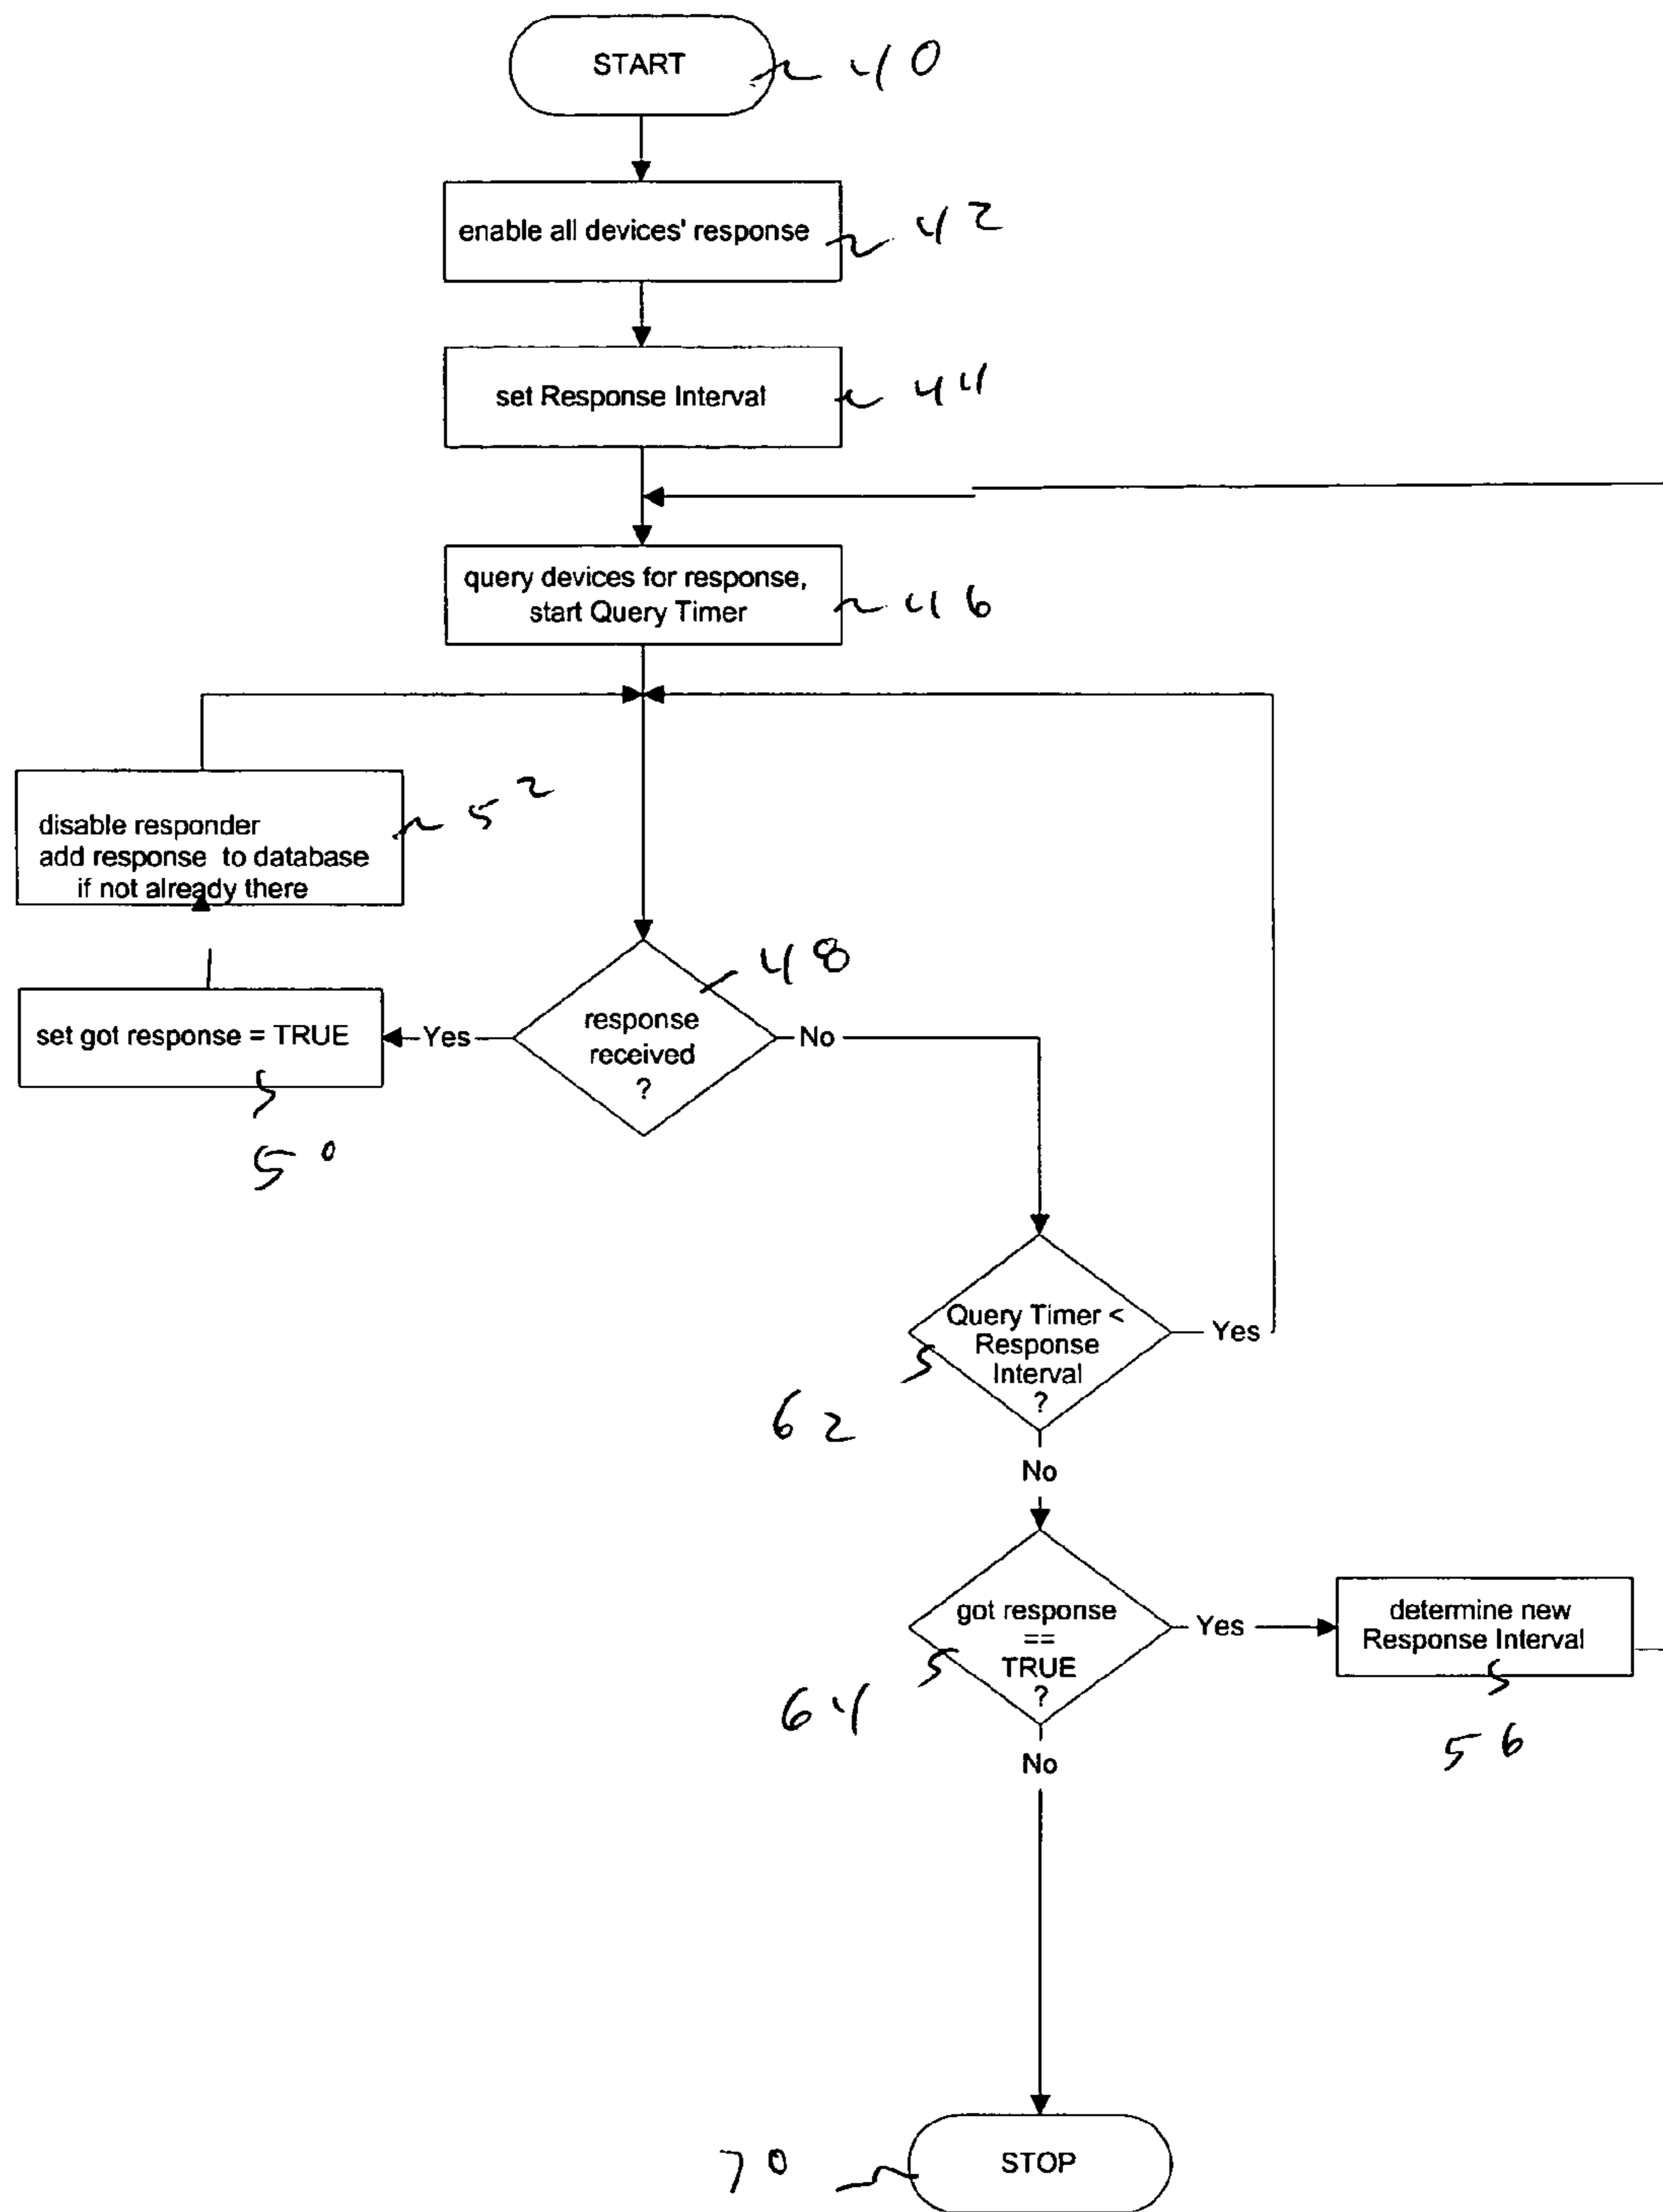 START
40
enable all devices' response
42
set Response Interval
44
query devices for response,
start Query Timer
46
disable responder
add response to database
if not already there
52
48
response
received
?
Yes
No
set got response = TRUE
50
Query Timer <
Response
Interval
?
Yes
62
No
got response
==
TRUE
?
Yes
determine new
Response Interval
64
56
No
STOP
70